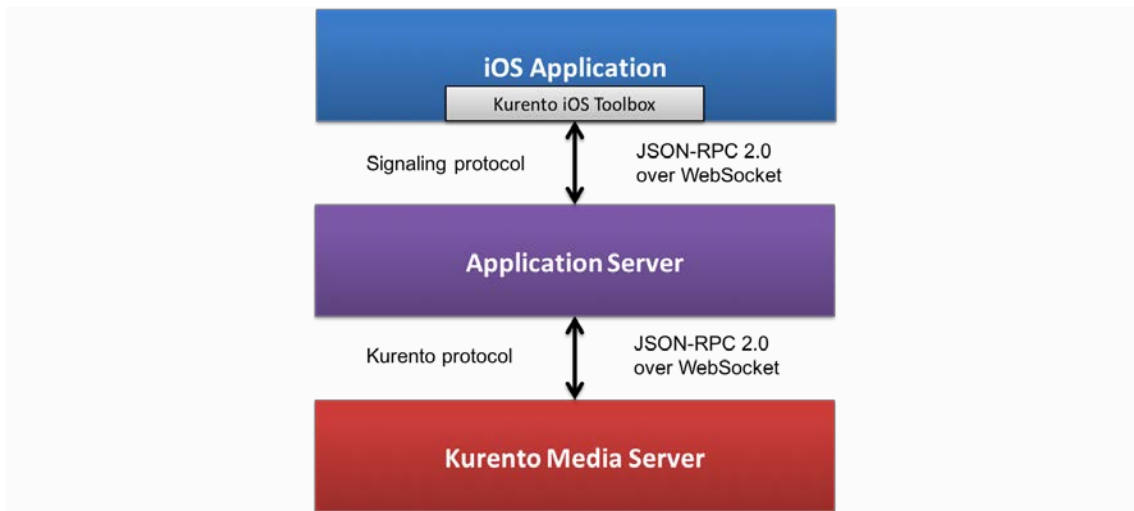 iOS Application
Kurento iOS Toolbox
Signaling protocol
JSON-RPC 2.0
over WebSocket
Application Server
Kurento protocol
JSON-RPC 2.0
over WebSocket
Kurento Media Server